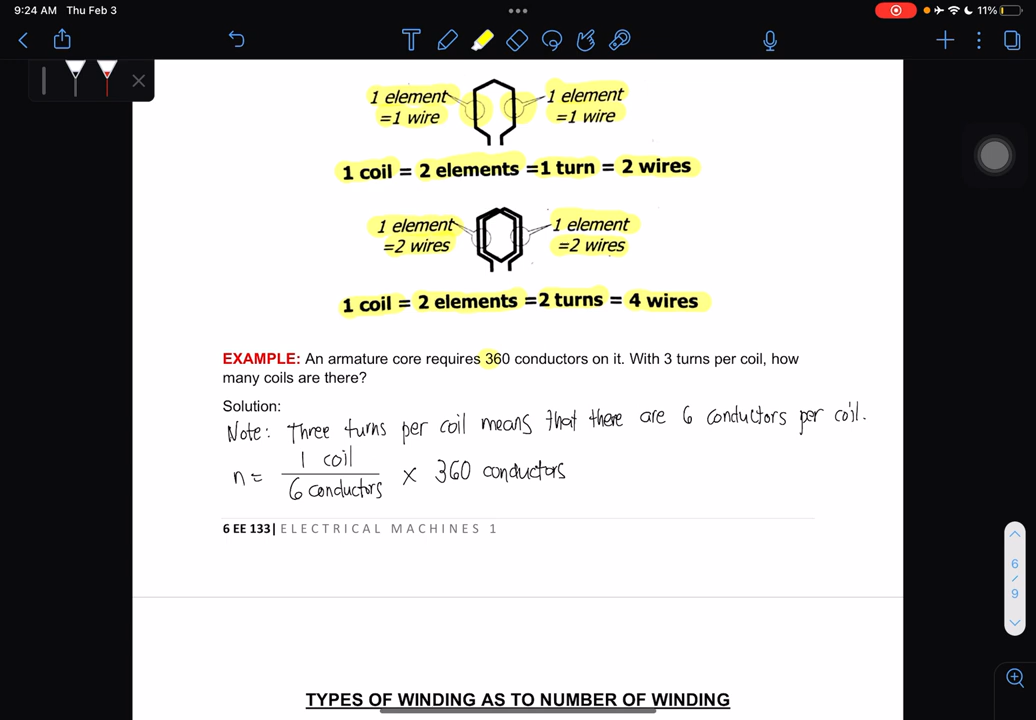 9:24 AM Thu Feb 3
11%
1 element
=1 wire
1 element
=1 wire
1 coil = 2 elements =1 turn = 2 wires
1 element
=2 wires
1 element
=2 wires
1 coil = 2 elements =2 turns = 4 wires
EXAMPLE: An armature core requires 360 conductors on it. With 3 turns per coil, how
many coils are there?
Solution:
Note: Three turns per coil means that there are 6 conductors per coil.
n = 1 coil / 6 conductors × 360 conductors
6 EE 133| ELECTRICAL MACHINES 1
6 / 9
TYPES OF WINDING AS TO NUMBER OF WINDING